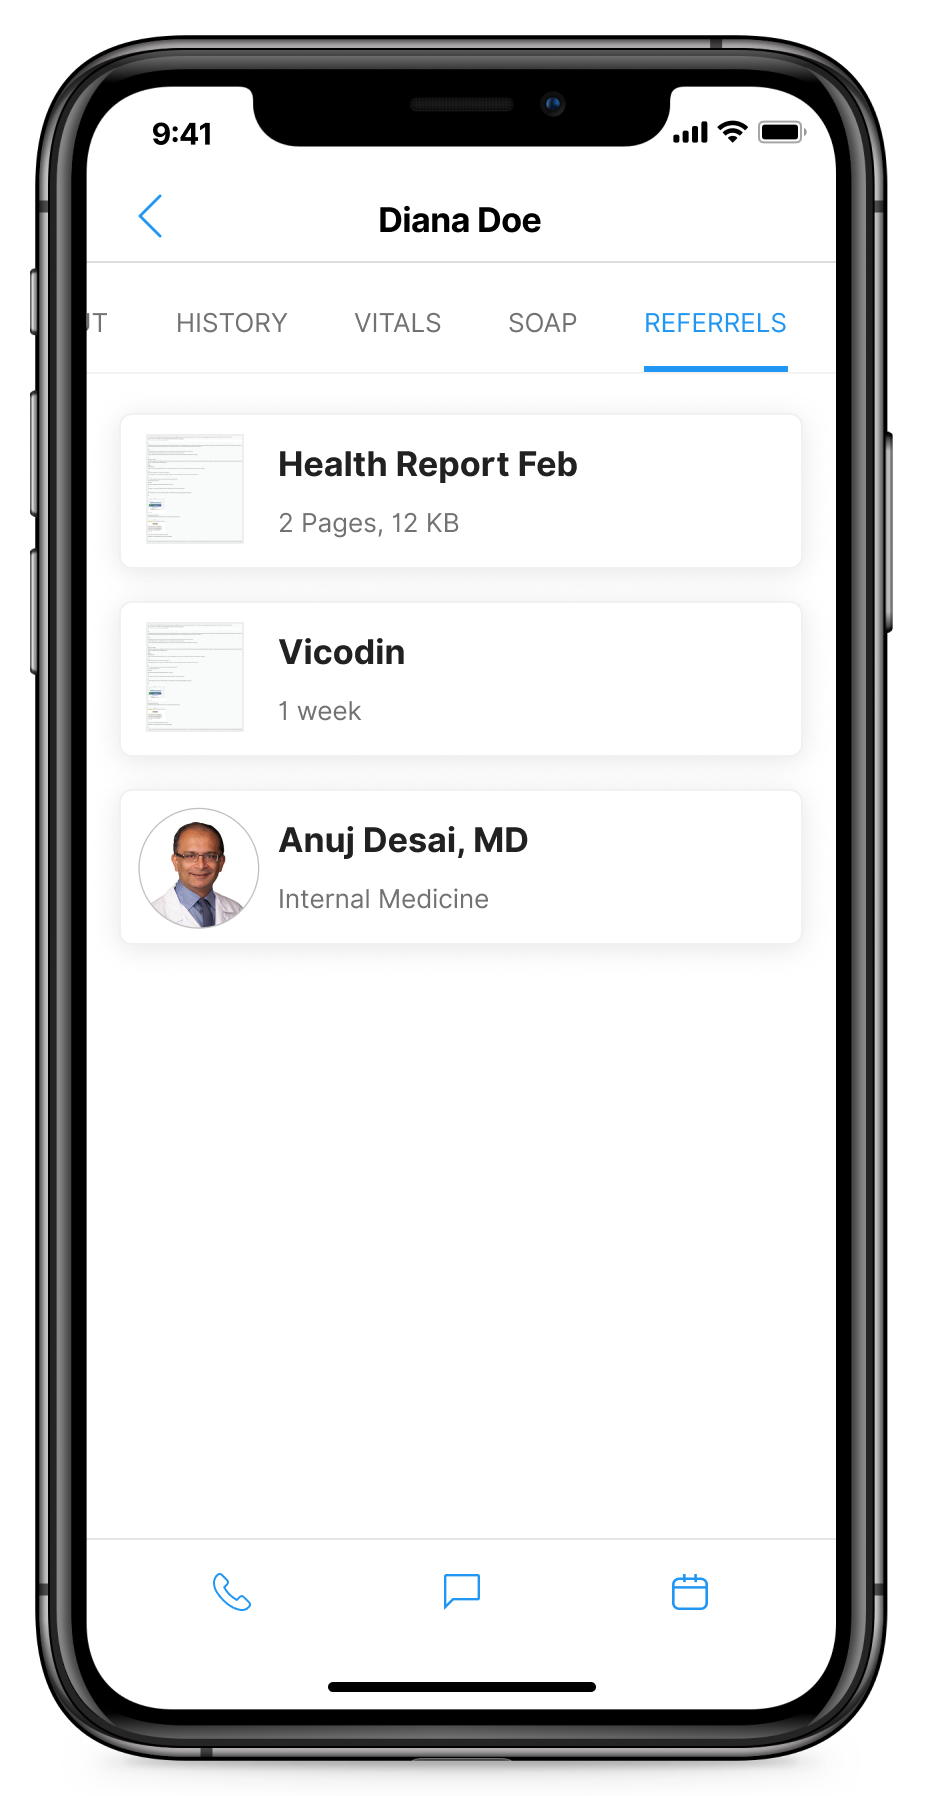 9:41
Diana Doe
HISTORY VITALS SOAP REFERRELS
Health Report Feb
2 Pages, 12 KB
Vicodin
1 week
Anuj Desai, MD
Internal Medicine